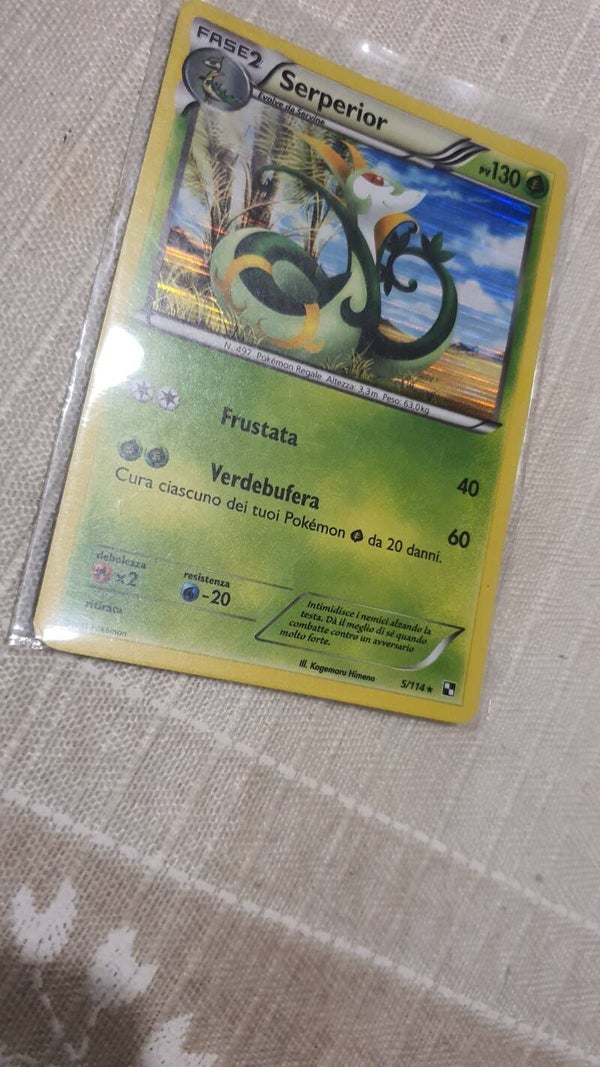 FASE2
Serperior
Evolve da Servine
PV130
N. 497 Pokémon Regale Altezza: 3,3m Peso: 63,0kg
Frustata
40
Verdebufera
60
Cura ciascuno dei tuoi Pokémon da 20 danni.
debolezza
×2
resistenza
-20
ritirata
Intimidisce i nemici alzando la
testa. Dà il meglio di sé quando
combatte contro un avversario
molto forte.
Pokémon
Ill. Kagemaru Himeno
5/114★